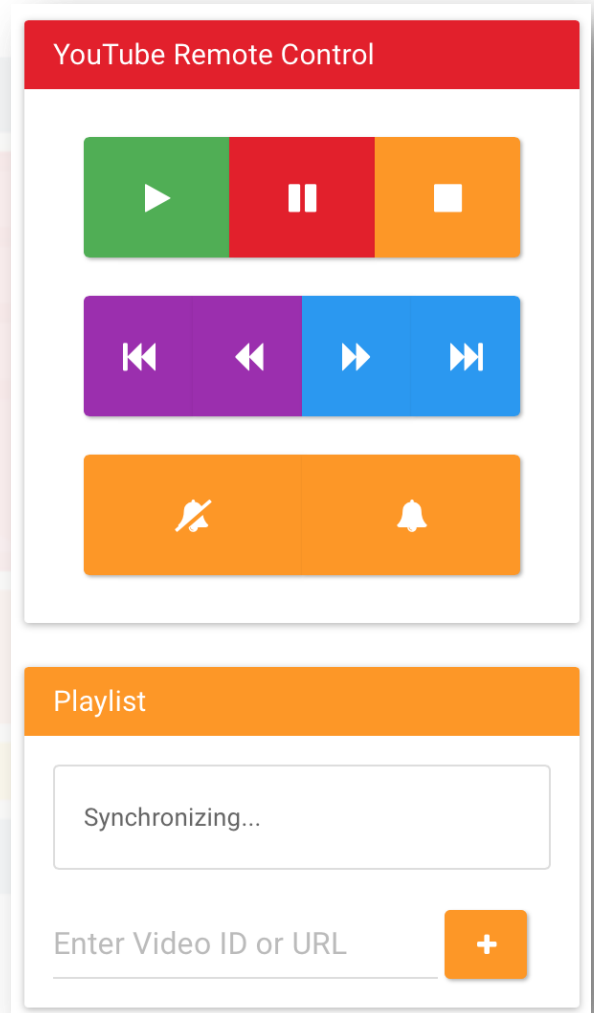 YouTube Remote Control
Playlist
Synchronizing...
Enter Video ID or URL